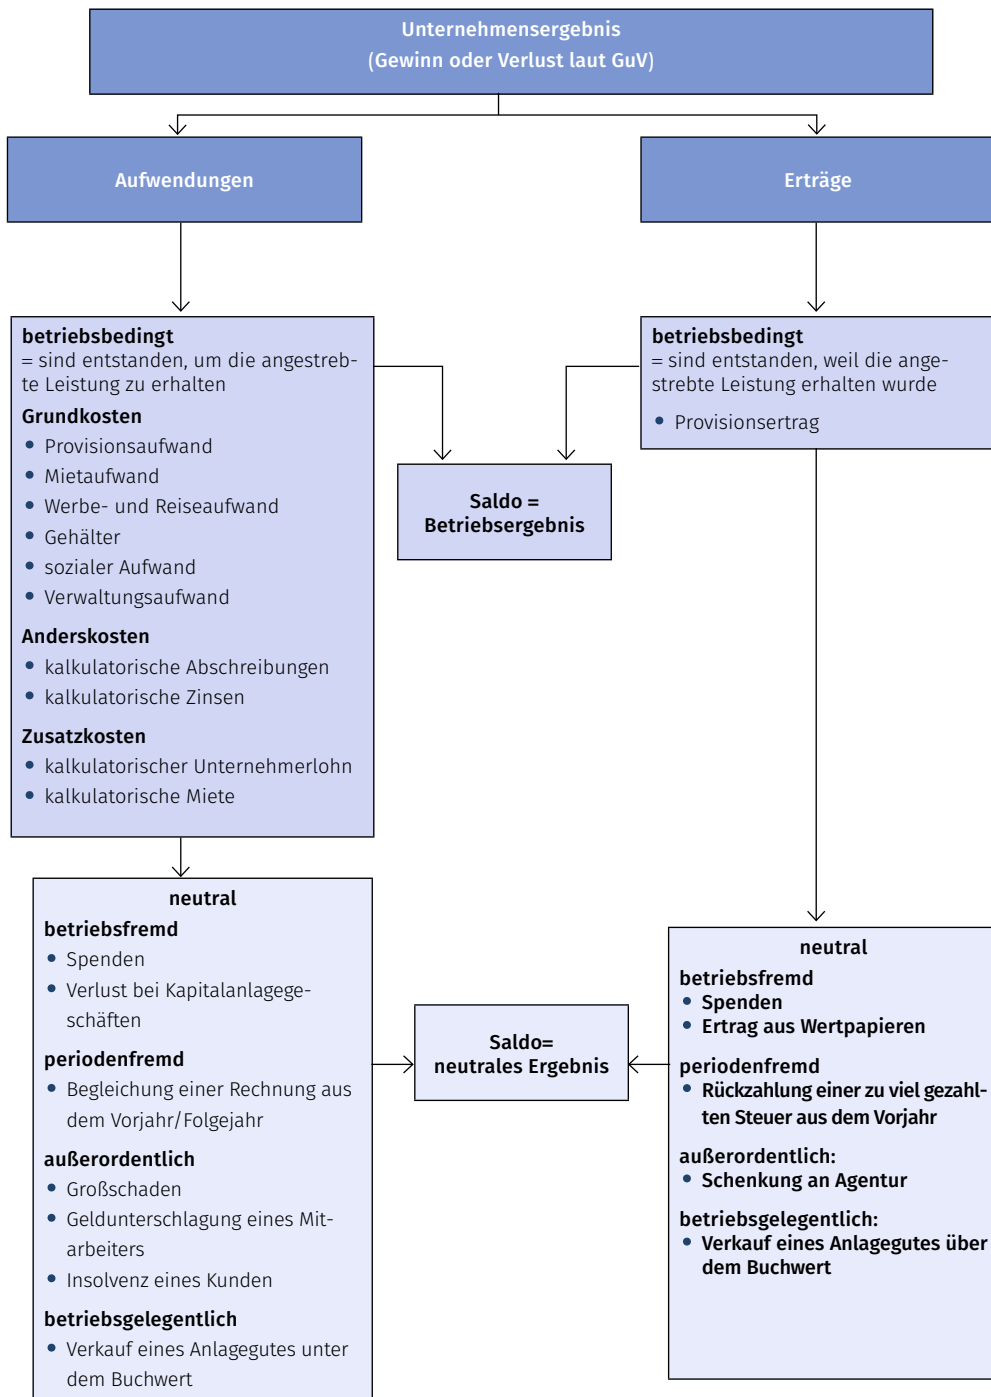 Unternehmensergebnis
(Gewinn oder Verlust laut GuV)
Aufwendungen
Erträge
betriebsbedingt
= sind entstanden, um die angestreb-
te Leistung zu erhalten
Grundkosten
• Provisionsaufwand
• Mietaufwand
• Werbe- und Reiseaufwand
• Gehälter
• sozialer Aufwand
• Verwaltungsaufwand
Anderskosten
• kalkulatorische Abschreibungen
• kalkulatorische Zinsen
Zusatzkosten
• kalkulatorischer Unternehmerlohn
• kalkulatorische Miete
betriebsbedingt
= sind entstanden, weil die ange-
strebte Leistung erhalten wurde
• Provisionsertrag
Saldo =
Betriebsergebnis
neutral
betriebsfremd
• Spenden
• Verlust bei Kapitalanlagege-
schäften
periodenfremd
• Begleichung einer Rechnung aus
dem Vorjahr/Folgejahr
außerordentlich
• Großschaden
• Geldunterschlagung eines Mit-
arbeiters
• Insolvenz eines Kunden
betriebsgelegentlich
• Verkauf eines Anlagegutes unter
dem Buchwert
Saldo=
neutrales Ergebnis
neutral
betriebsfremd
• Spenden
• Ertrag aus Wertpapieren
periodenfremd
• Rückzahlung einer zu viel gezahl-
ten Steuer aus dem Vorjahr
außerordentlich:
• Schenkung an Agentur
betriebsgelegentlich:
• Verkauf eines Anlagegutes über
dem Buchwert